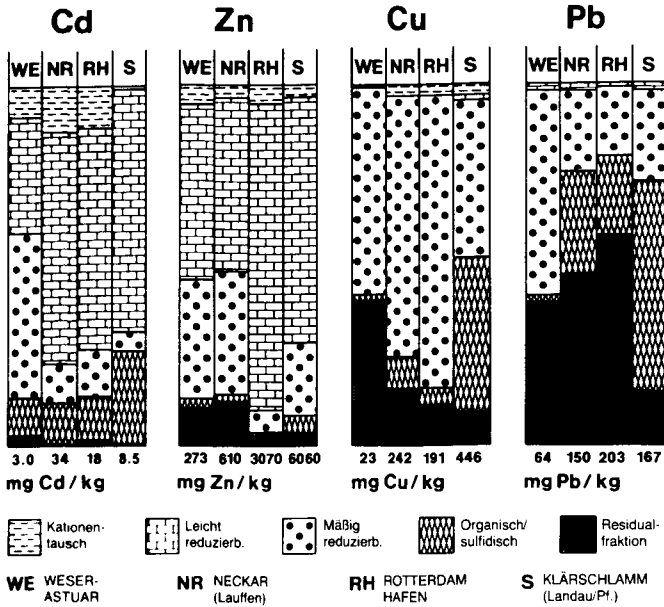 Cd Zn Cu Pb
WE NR RH S WE NR RH S WE NR RH S WE NR RH S
3.0 34 18 8.5 273 610 3070 6060 23 242 191 446 64 150 203 167
mg Cd/kg mg Zn/kg mg Cu/kg mg Pb/kg
Kationen- Leicht Mäßig Organisch/ Residual-
tausch reduzierb. reduzierb. sulfidisch fraktion
WE WESER- NR NECKAR RH ROTTERDAM S KLÄRSCHLAMM
ASTUAR (Lauffen) HAFEN (Landau/Pf.)